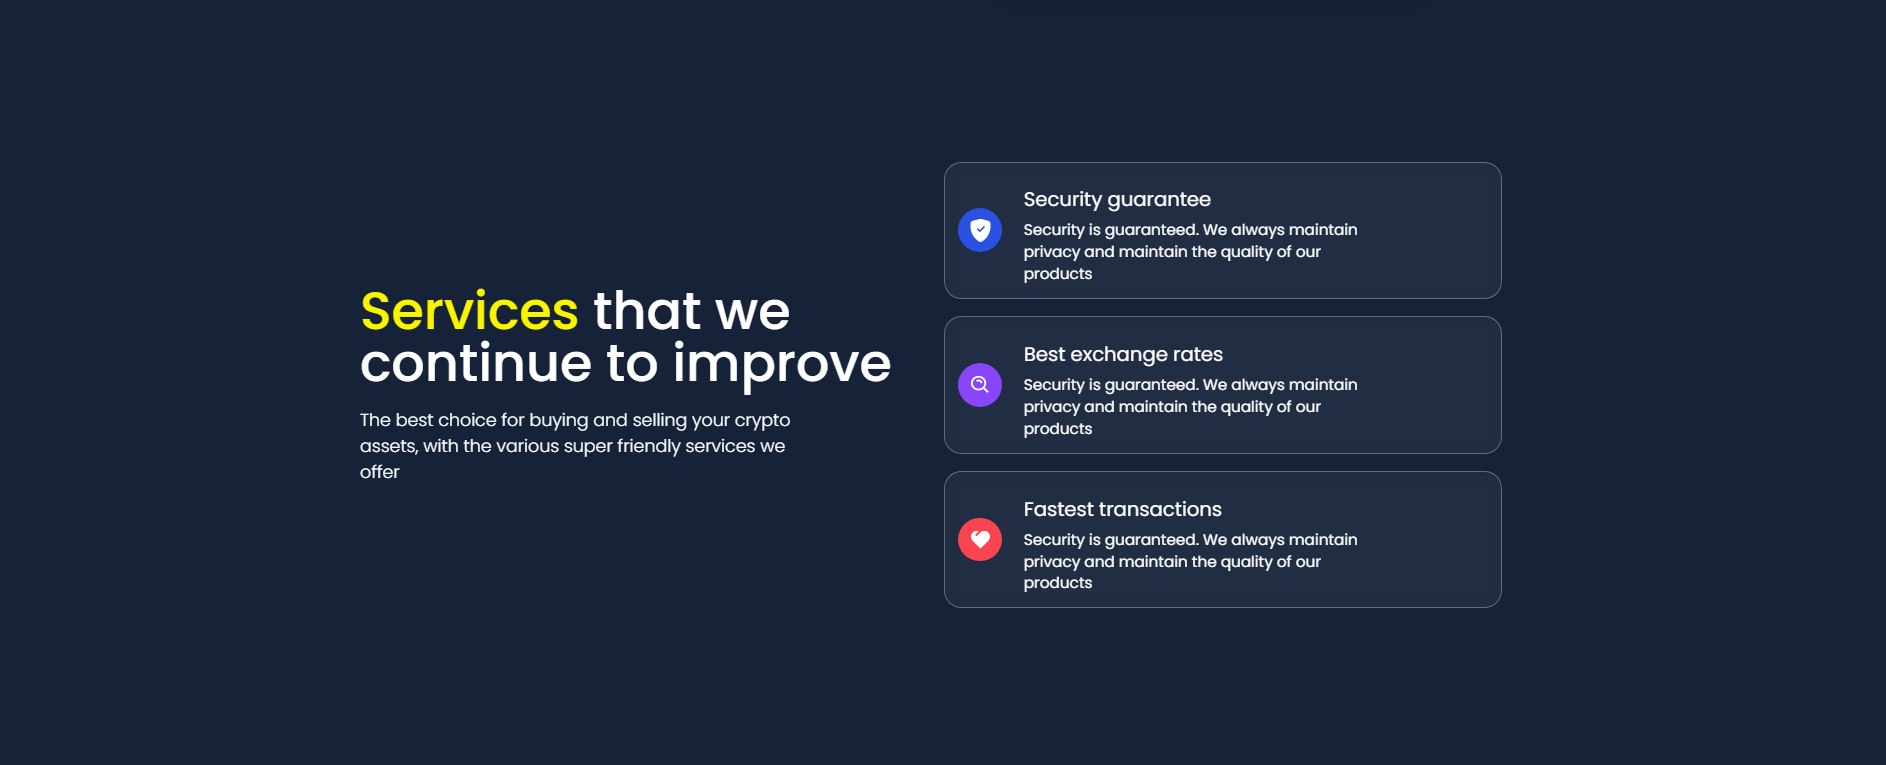 Services that we
continue to improve
The best choice for buying and selling your crypto
assets, with the various super friendly services we
offer
Security guarantee
Security is guaranteed. We always maintain
privacy and maintain the quality of our
products
Best exchange rates
Security is guaranteed. We always maintain
privacy and maintain the quality of our
products
Fastest transactions
Security is guaranteed. We always maintain
privacy and maintain the quality of our
products